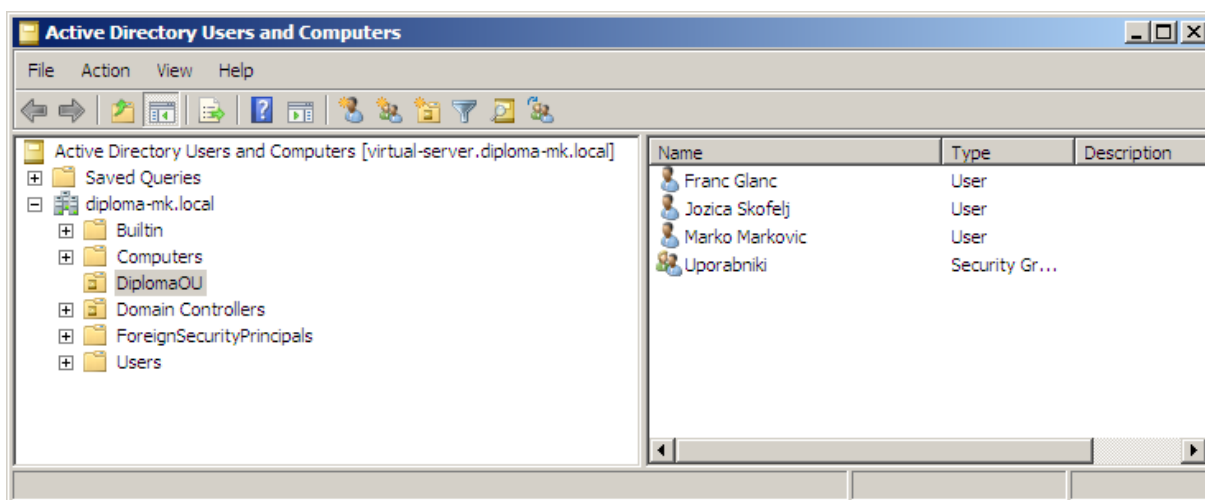 Active Directory Users and Computers
File Action View Help
Active Directory Users and Computers [virtual-server.diploma-mk.local]
Saved Queries
diploma-mk.local
Builtin
Computers
DiplomaOU
Domain Controllers
ForeignSecurityPrincipals
Users
Name Type Description
Franc Glanc User
Jozica Skofelj User
Marko Markovic User
Uporabniki Security Gr...